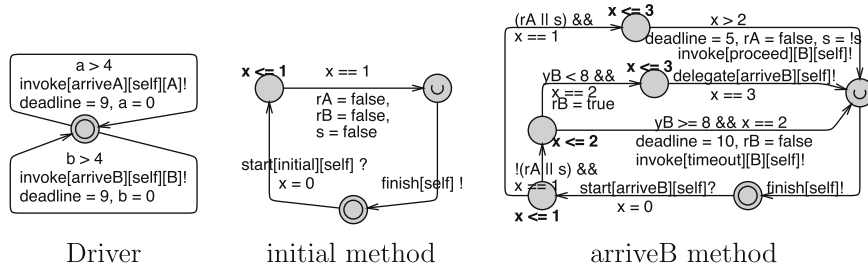 a > 4
invoke[arriveA][self][A]!
deadline = 9, a = 0
b > 4
invoke[arriveB][self][B]!
deadline = 9, b = 0
Driver
x <= 1
x == 1
rA = false,
rB = false,
s = false
start[initial][self] ?
x = 0
finish[self] !
initial method
(rA || s) &&
x == 1
x <= 3
x > 2
deadline = 5, rA = false, s = !s
invoke[proceed][B][self]!
yB < 8 &&
x == 2
rB = true
x <= 3
delegate[arriveB][self]!
x == 3
yB >= 8 && x == 2
x <= 2
deadline = 10, rB = false
invoke[timeout][B][self]!
!(rA || s) &&
x == 1
start[arriveB][self]?
x = 0
finish[self]!
x <= 1
arriveB method